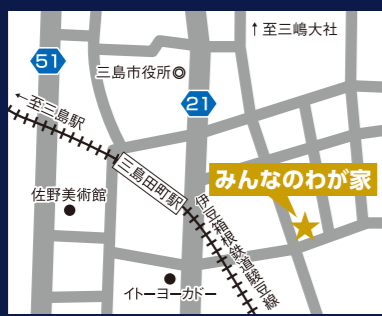 ↑至三嶋大社
51
三島市役所◎
21
←至三島駅
三島田町駅
みんなのわが家
佐野美術館
伊豆箱根鉄道駿豆線
イトーヨーカドー